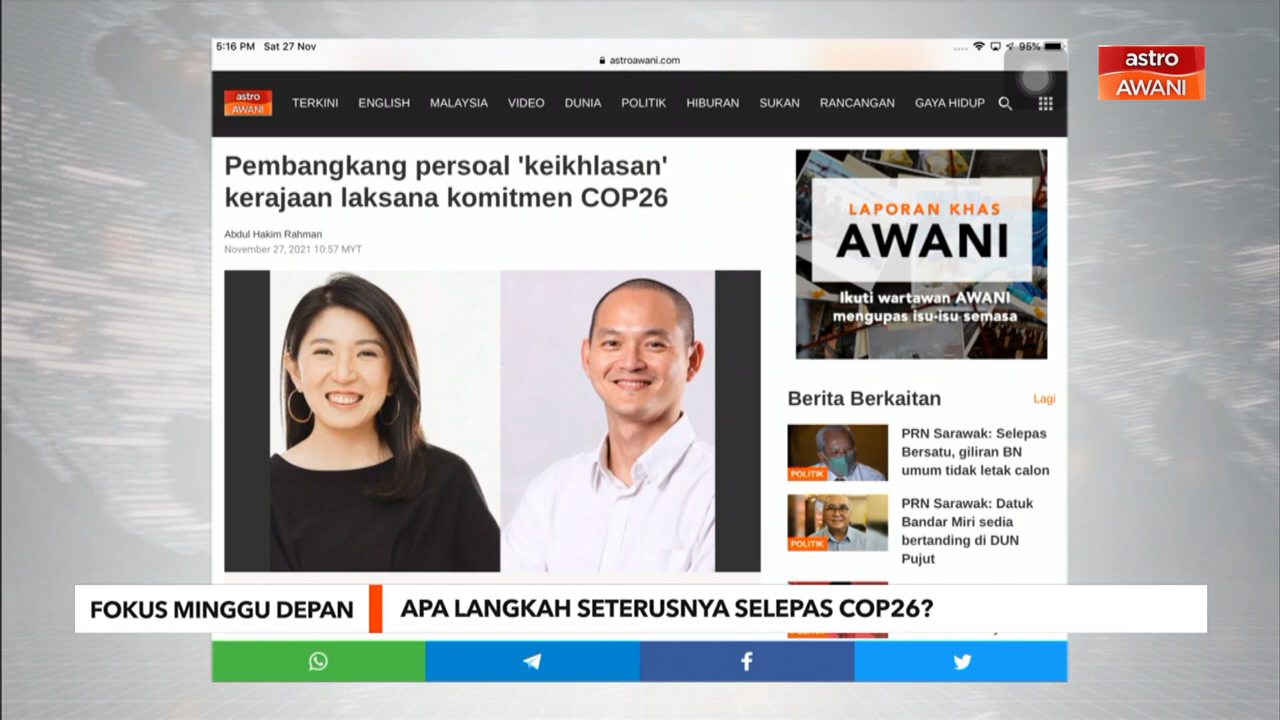 5:16 PM Sat 27 Nov
95%
astroawani.com
astro
AWANI
astro
AWANI
TERKINI ENGLISH MALAYSIA VIDEO DUNIA POLITIK HIBURAN SUKAN RANCANGAN GAYA HIDUP
Pembangkang persoal 'keikhlasan'
kerajaan laksana komitmen COP26
Abdul Hakim Rahman
November 27, 2021 10:57 MYT
LAPORAN KHAS
AWANI
Ikuti wartawan AWANI
mengupas isu-isu semasa
Berita Berkaitan
Lagi
POLITIK
PRN Sarawak: Selepas
Bersatu, giliran BN
umum tidak letak calon
POLITIK
PRN Sarawak: Datuk
Bandar Miri sedia
bertanding di DUN
Pujut
FOKUS MINGGU DEPAN
APA LANGKAH SETERUSNYA SELEPAS COP26?